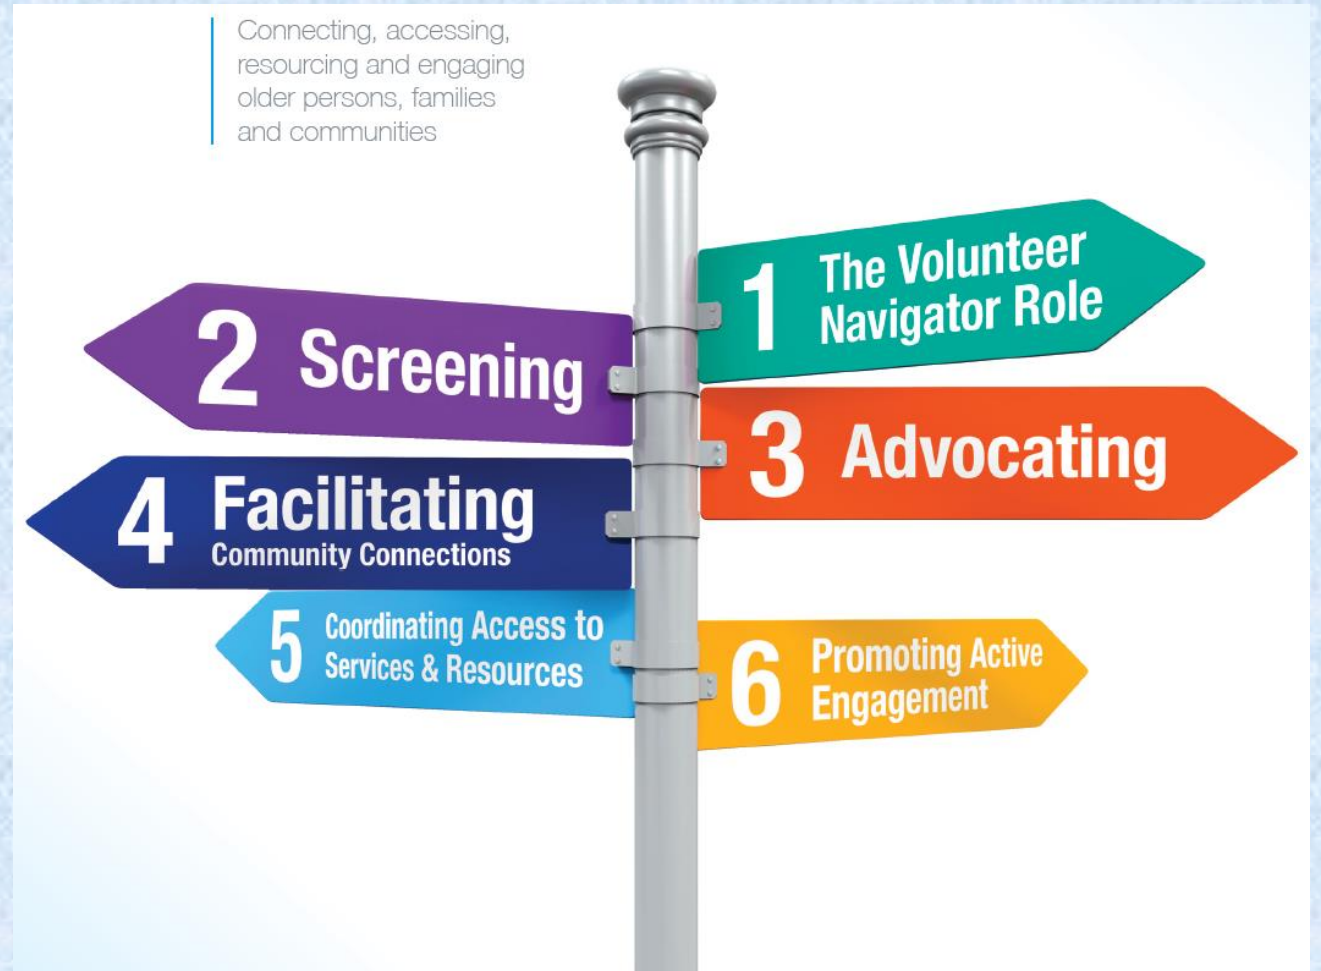 Connecting, accessing,
resourcing and engaging
older persons, families
and communities
1 The Volunteer
Navigator Role
2 Screening
3 Advocating
4 Facilitating
Community Connections
5 Coordinating Access to
Services & Resources
6 Promoting Active
Engagement